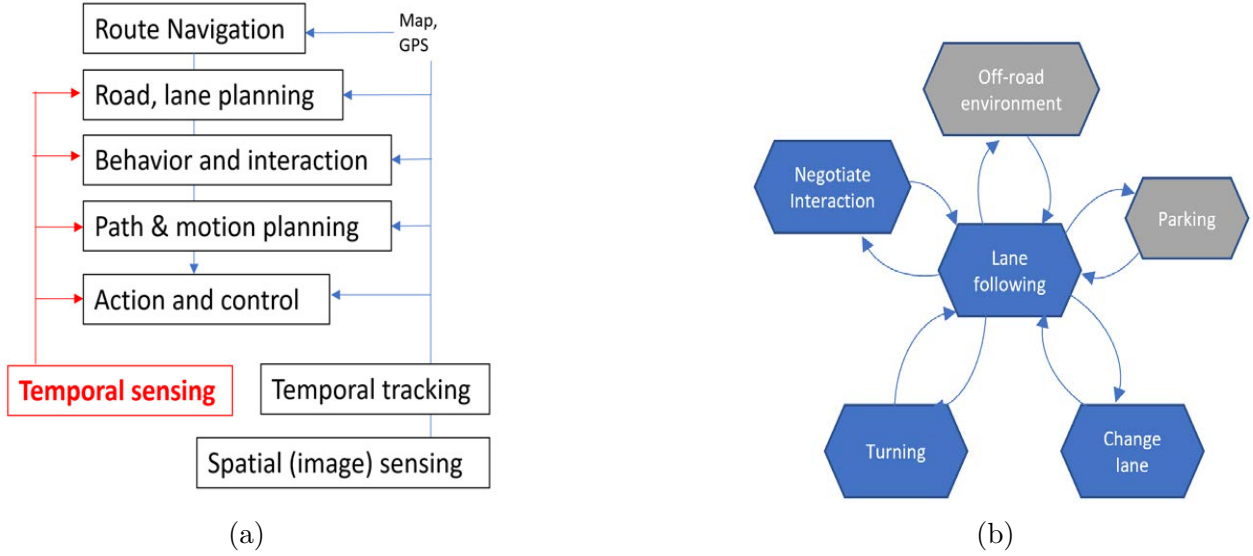 Route Navigation
Map,
GPS
Road, lane planning
Behavior and interaction
Path & motion planning
Action and control
Temporal sensing
Temporal tracking
Spatial (image) sensing
(a)
Off-road
environment
Negotiate
Interaction
Parking
Lane
following
Turning
Change
lane
(b)